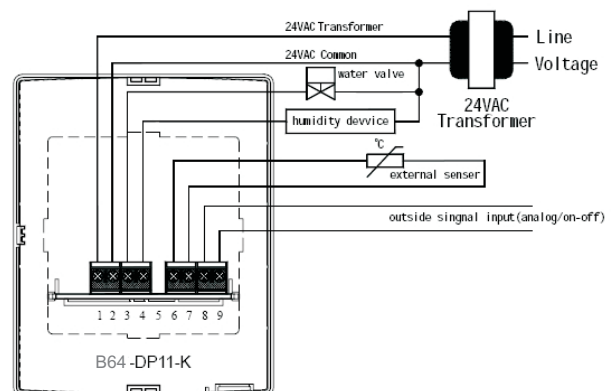 24VAC Transformer
Line
24VAC Common
Voltage
water valve
24VAC
Transformer
humidity devvice
°C
external senser
outside singnal input(analog/on-off)
1 2 3 4 5 6 7 8 9
B64-DP11-K